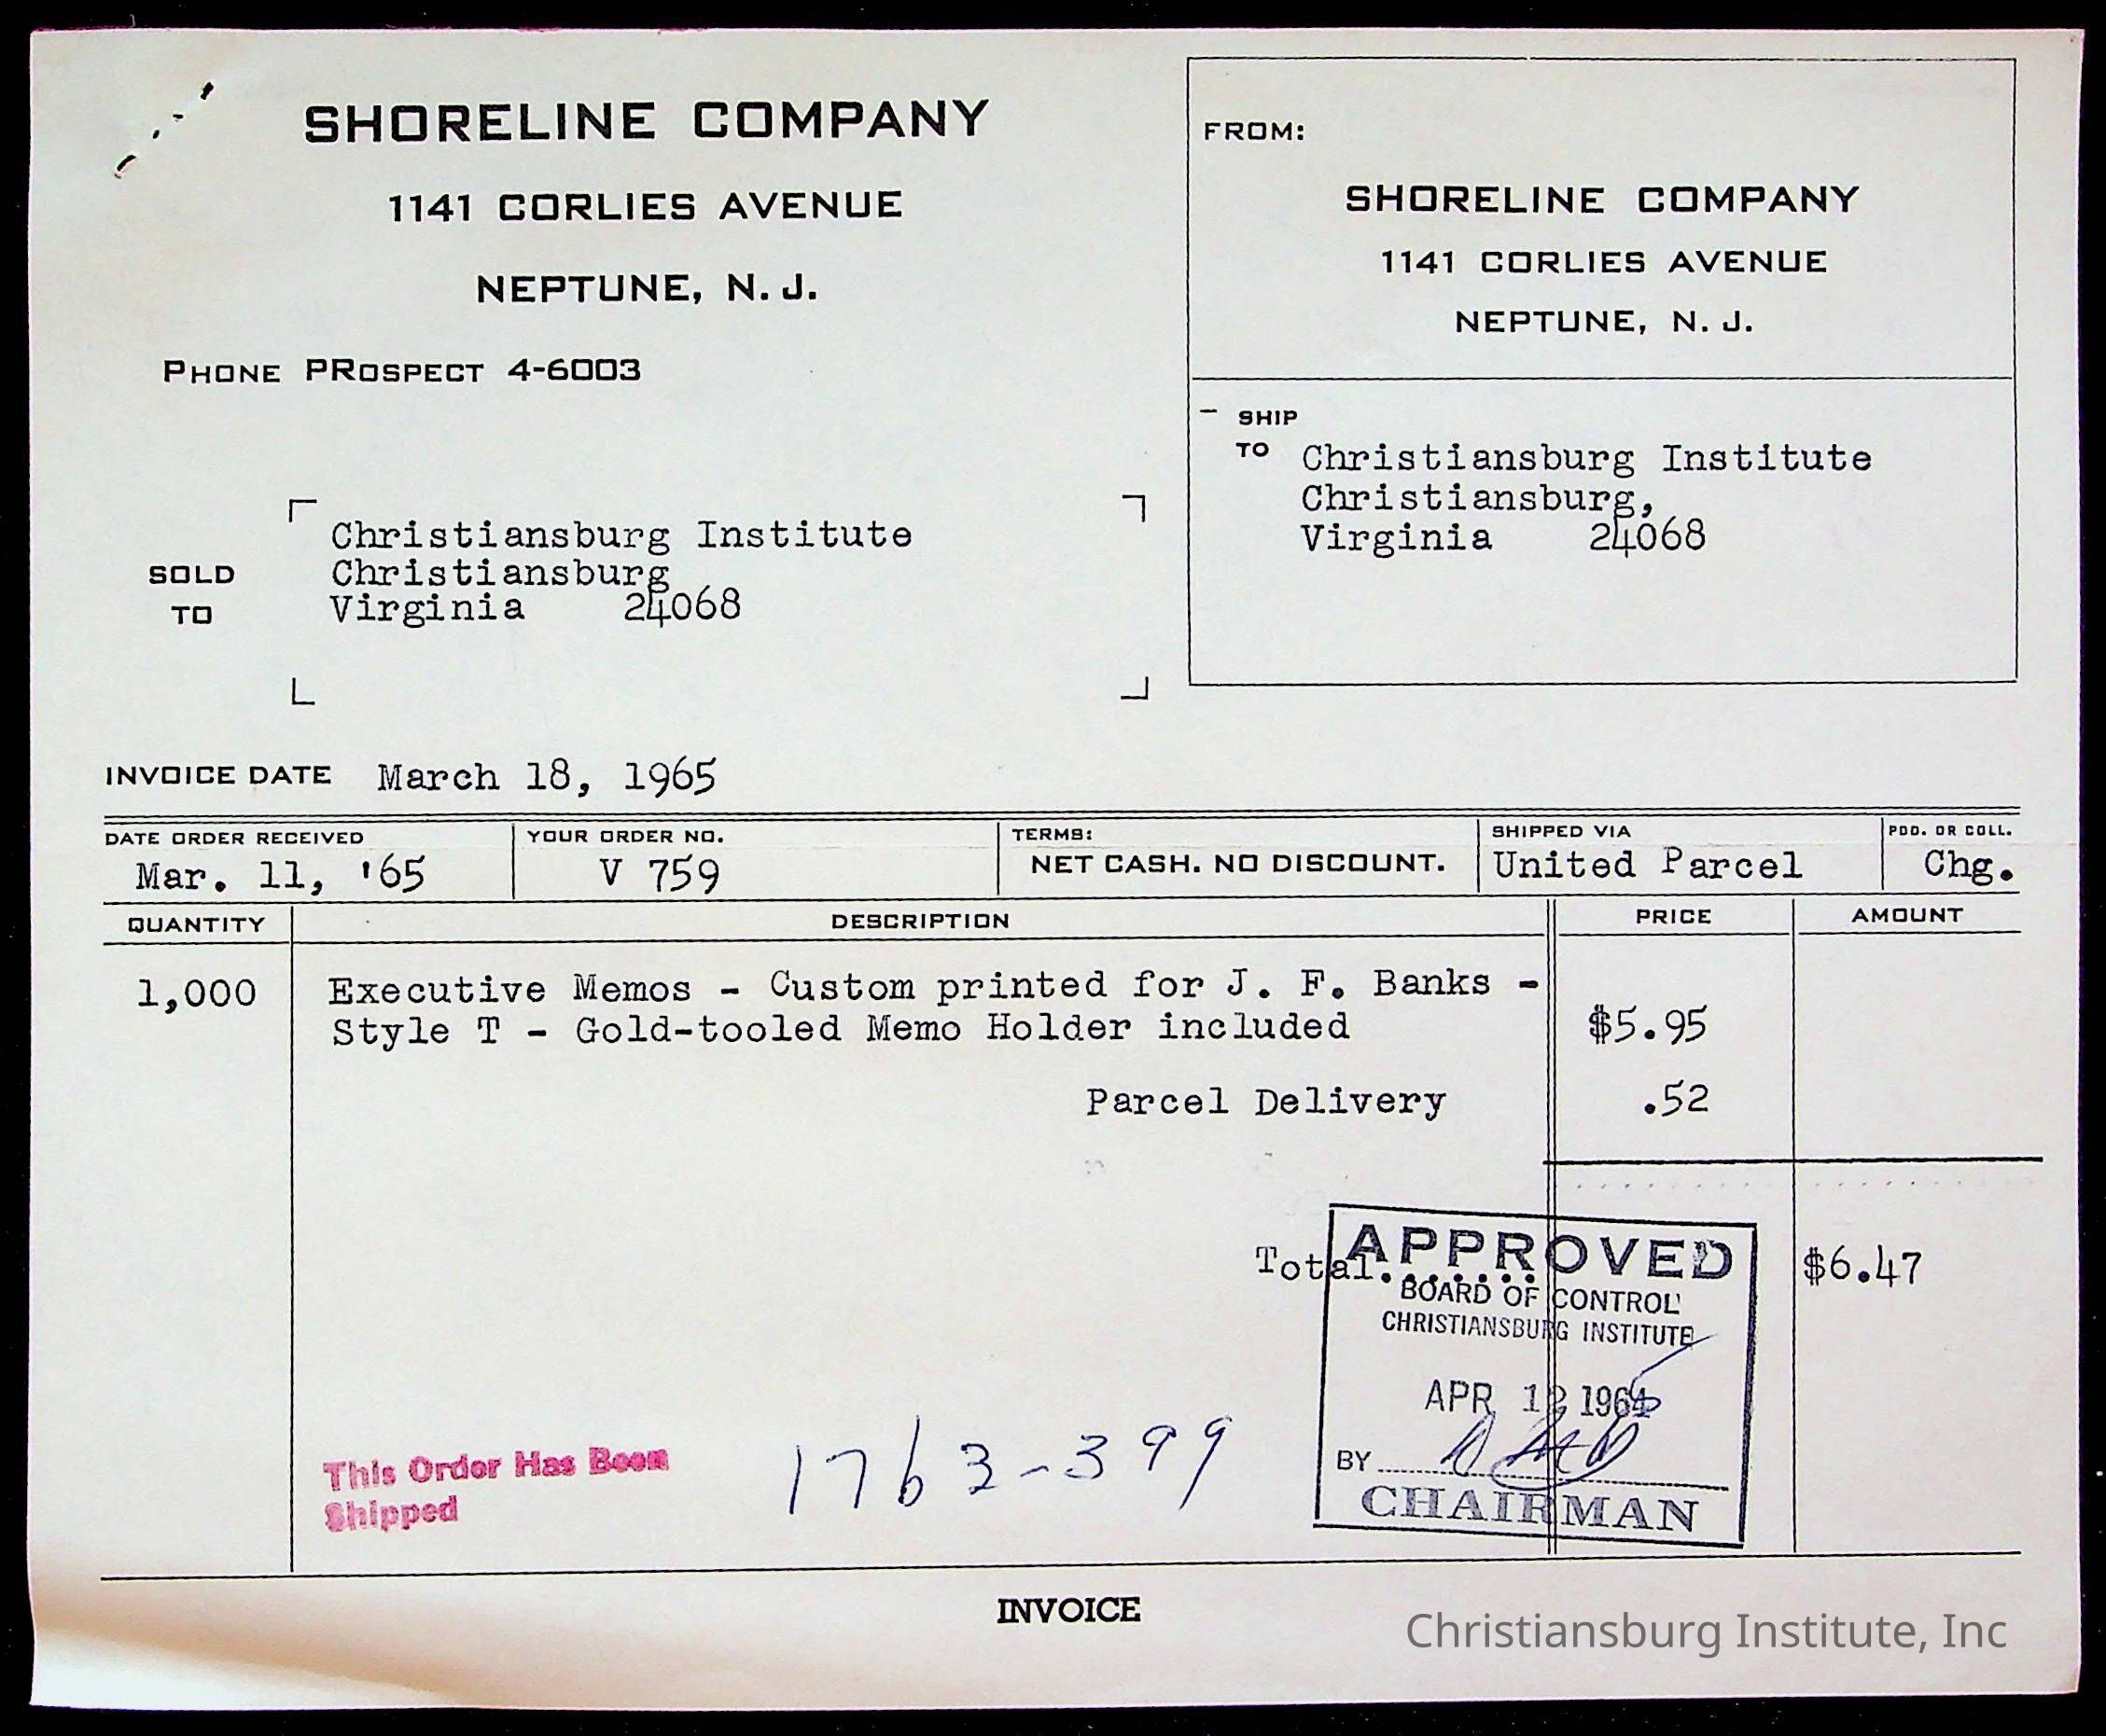 SHORELINE COMPANY
1141 CORLIES AVENUE
NEPTUNE, N. J.
PHONE PROSPECT 4-6003
FROM:
SHORELINE COMPANY
1141 CORLIES AVENUE
NEPTUNE, N. J.
SHIP
TO Christiansburg Institute
Christiansburg,
Virginia 24068
Christiansburg Institute
SOLD Christiansburg
TO Virginia 24068
INVOICE DATE March 18, 1965
DATE ORDER RECEIVED YOUR ORDER NO. TERMS: SHIPPED VIA PDD. OR COLL.
Mar. 11, '65 V 759 NET CASH. NO DISCOUNT. United Parcel Chg.
QUANTITY DESCRIPTION PRICE AMOUNT
1,000 Executive Memos - Custom printed for J. F. Banks -
Style T - Gold-tooled Memo Holder included $5.95
Parcel Delivery .52
Total....... $6.47
APPROVED
BOARD OF CONTROL
CHRISTIANSBURG INSTITUTE
APR
BY
CHAIRMAN
This Order Has Been
Shipped
1763-399
INVOICE
Christiansburg Institute, Inc